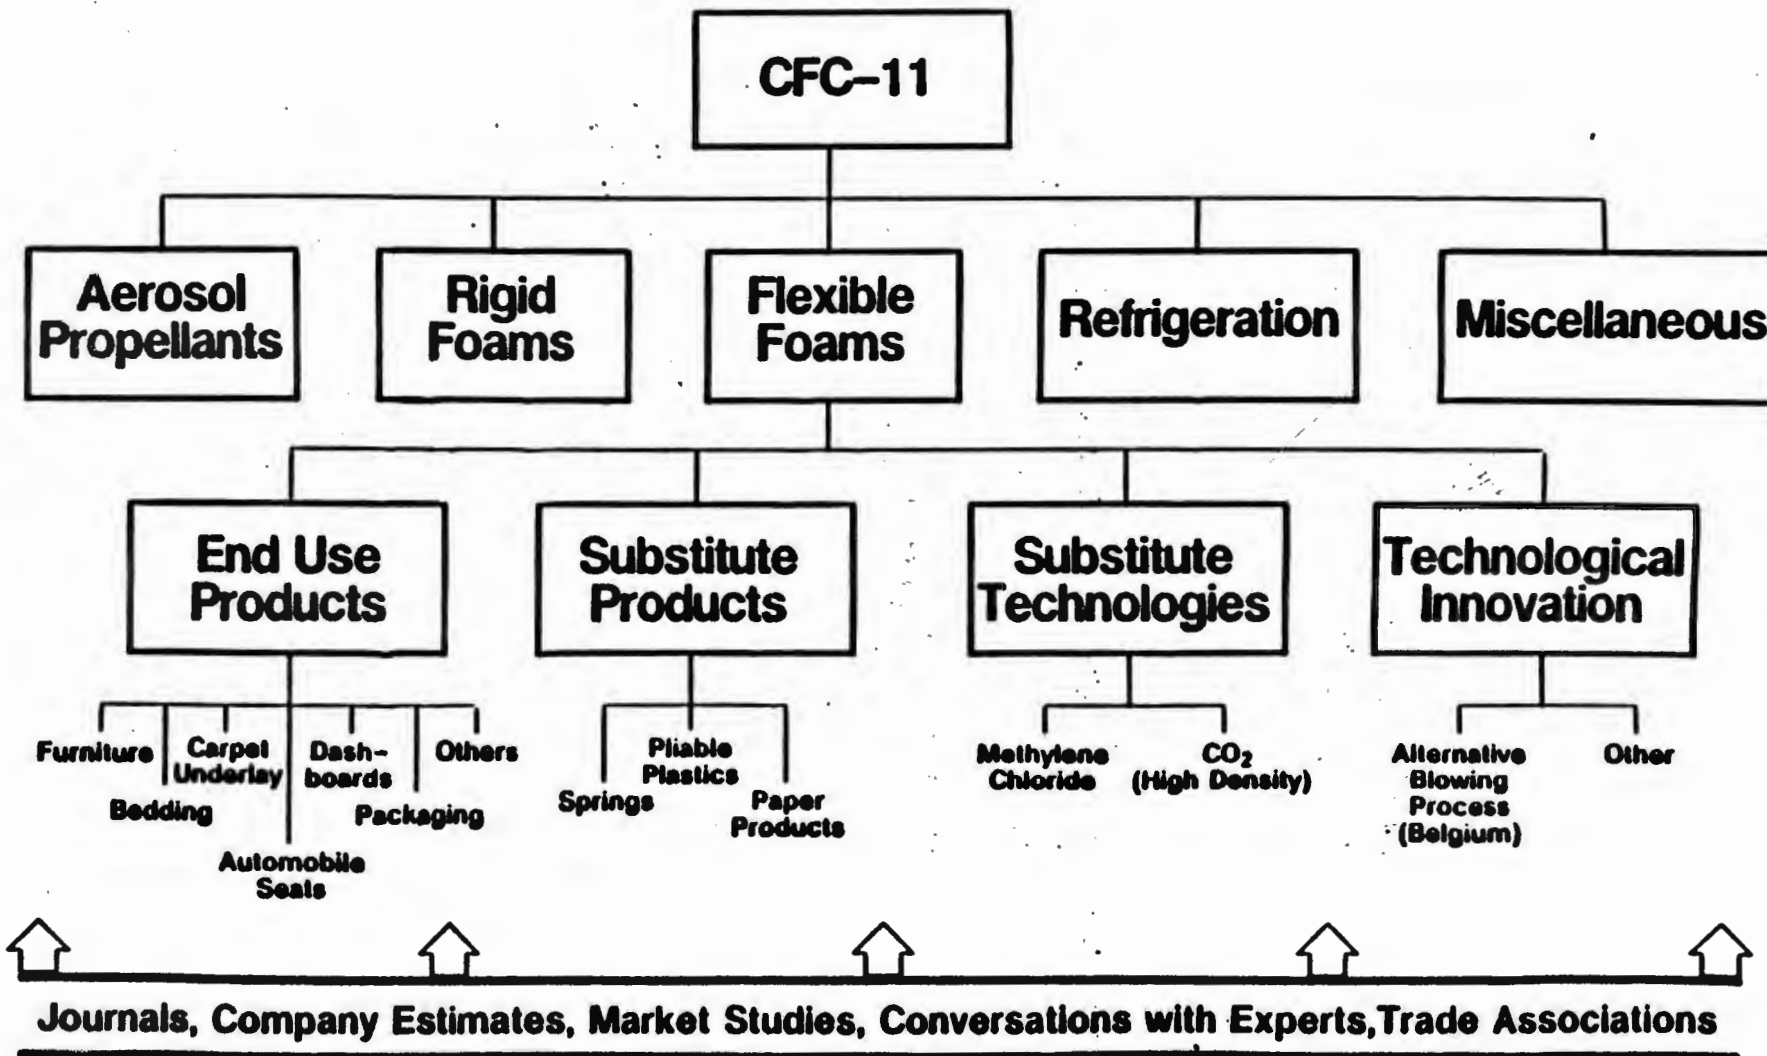 CFC-11
Aerosol
Propellants
Rigid
Foams
Flexible
Foams
Refrigeration
Miscellaneous
End Use
Products
Substitute
Products
Substitute
Technologies
Technological
Innovation
Furniture
Bedding
Carpet
Underlay
Automobile
Seats
Dash-
boards
Packaging
Others
Springs
Pliable
Plastics
Paper
Products
Methylene
Chloride
CO₂
(High Density)
Alternative
Blowing
Process
(Belgium)
Other
Journals, Company Estimates, Market Studies, Conversations with Experts,Trade Associations